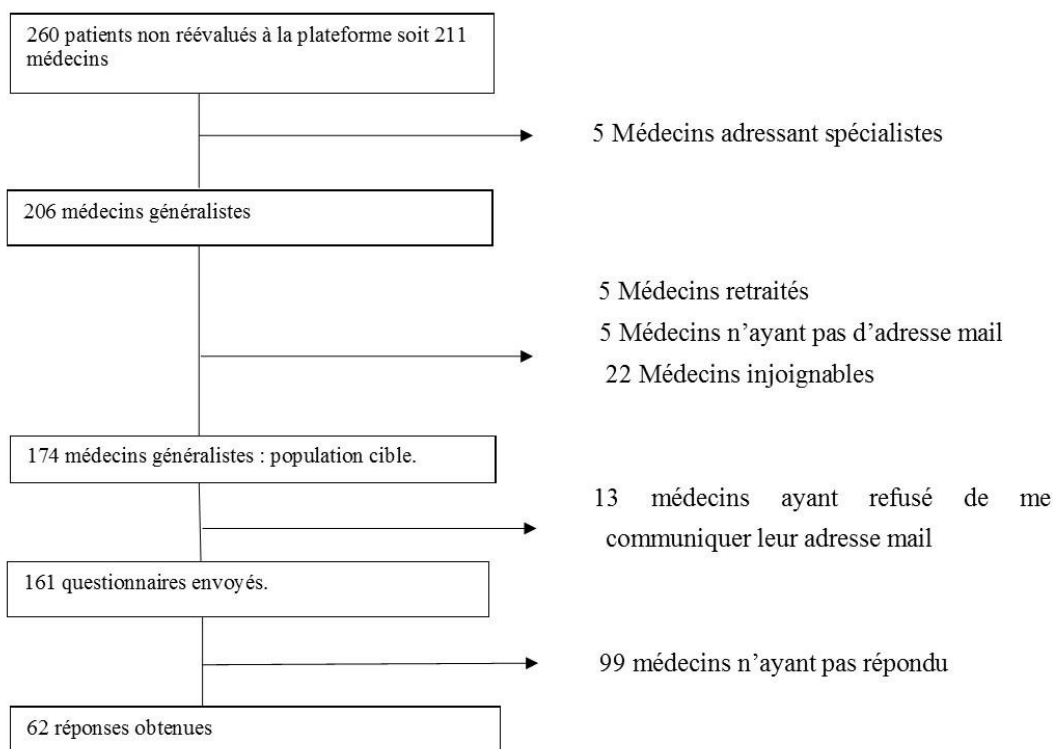 260 patients non réévalués à la plateforme soit 211
médecins
5 Médecins adressant spécialistes
206 médecins généralistes
5 Médecins retraités
5 Médecins n’ayant pas d’adresse mail
22 Médecins injoignables
174 médecins généralistes : population cible.
13 médecins ayant refusé de me
communiquer leur adresse mail
161 questionnaires envoyés.
99 médecins n’ayant pas répondu
62 réponses obtenues